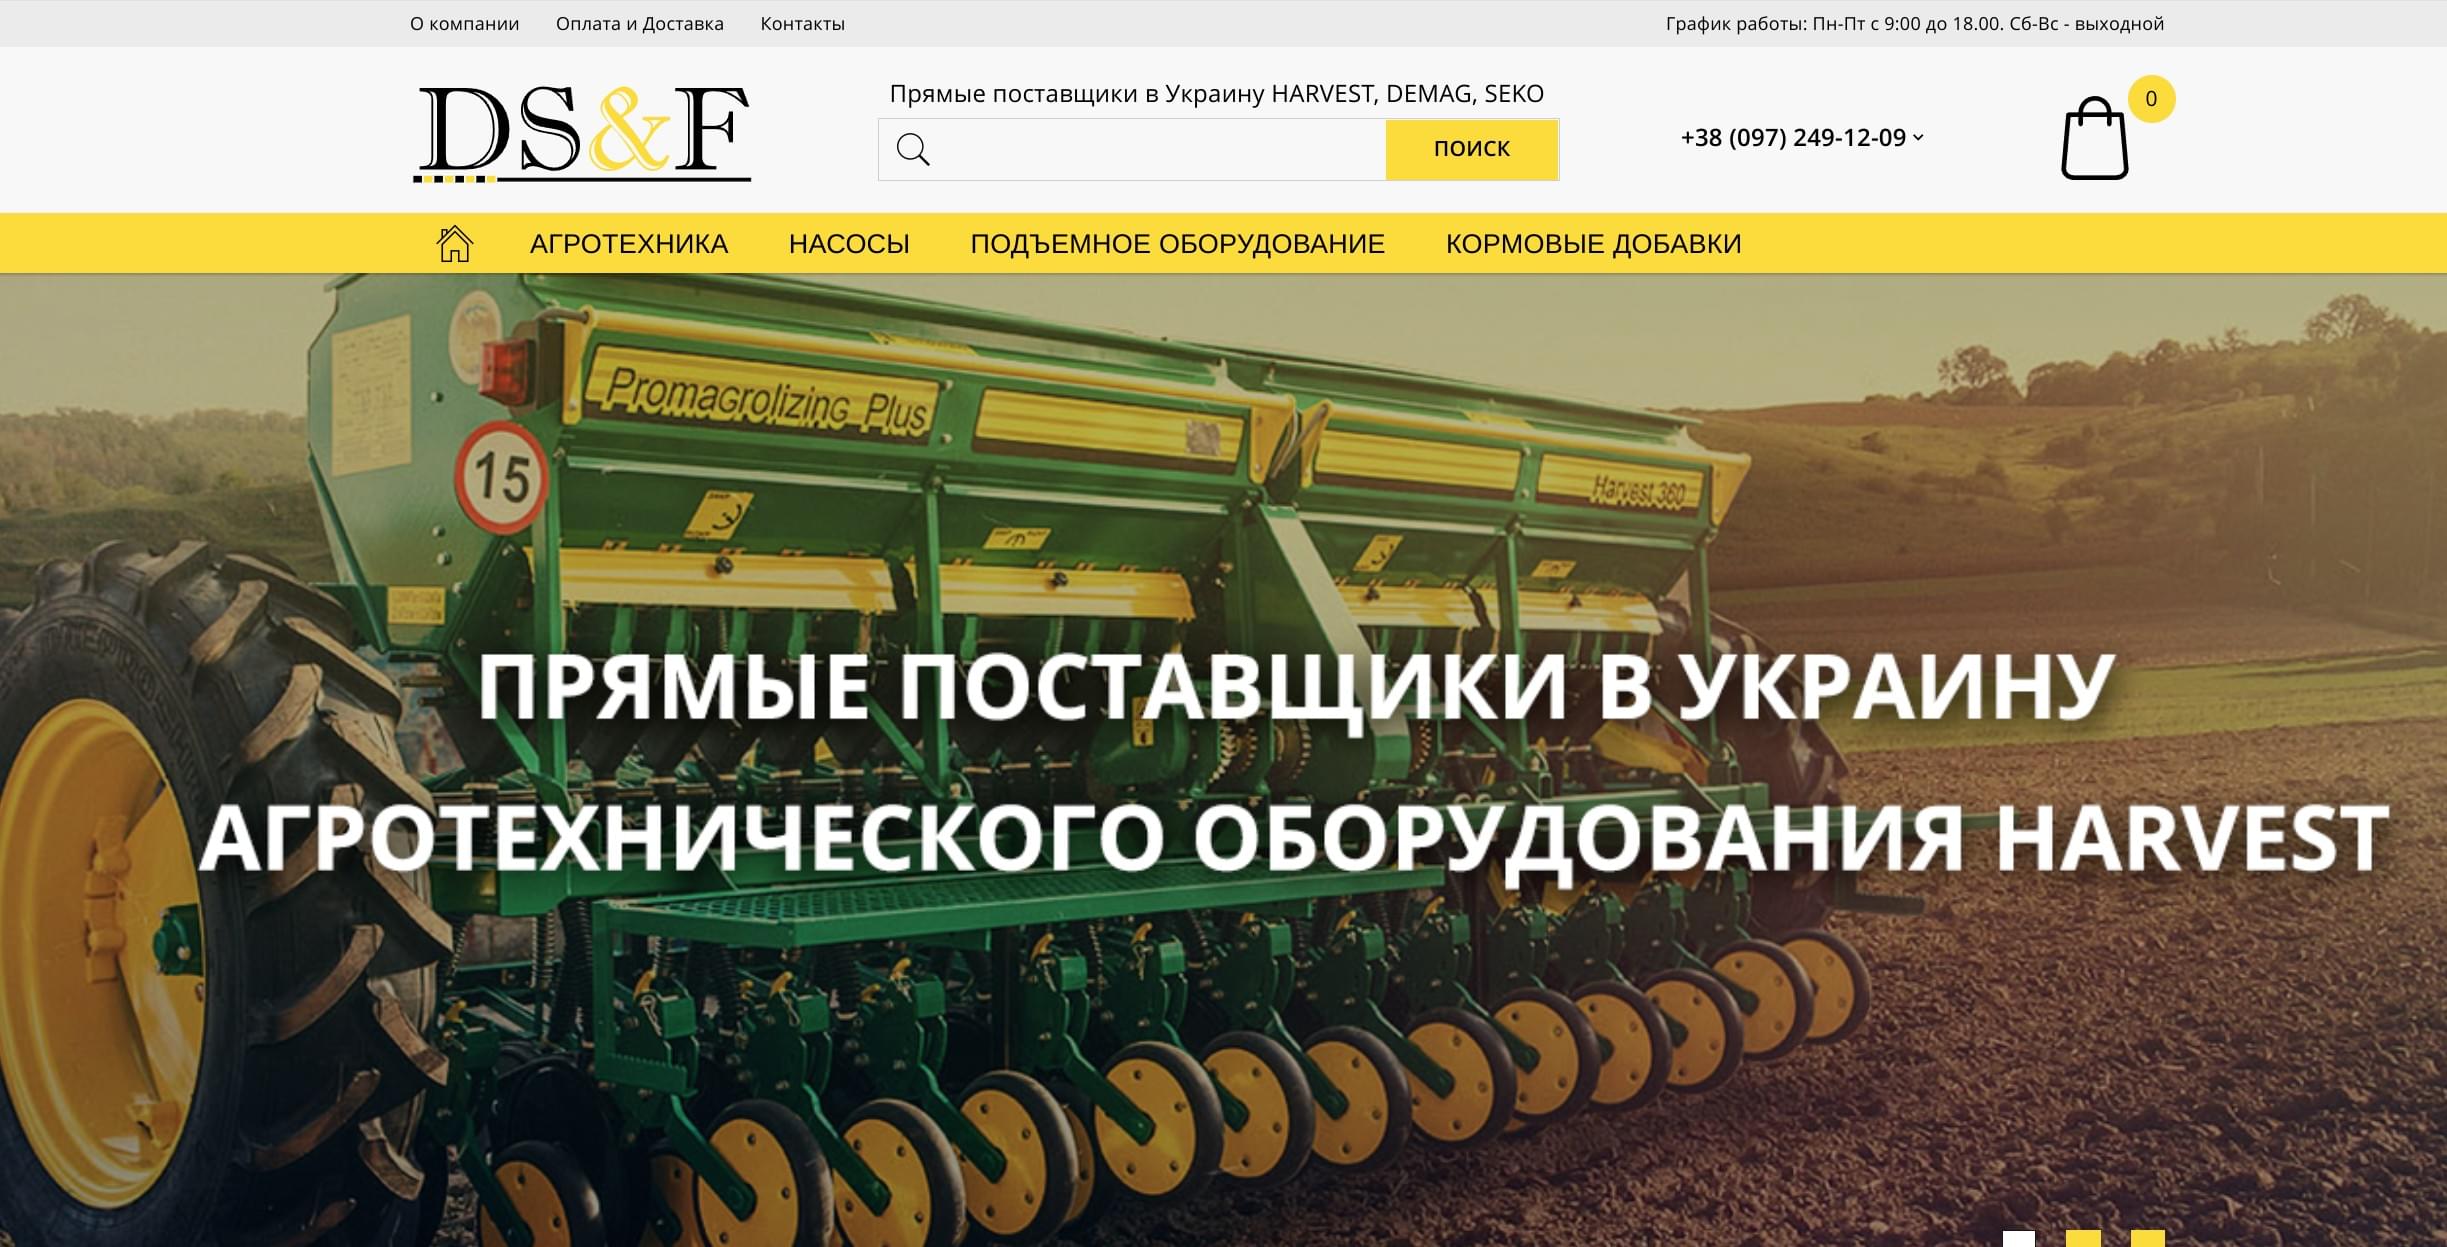 О компании Оплата и Доставка Контакты График работы: Пн-Пт с 9:00 до 18.00. Сб-Вс - выходной
DS&F
Прямые поставщики в Украину HARVEST, DEMAG, SEKO
ПОИСК
+38 (097) 249-12-09
0
АГРОТЕХНИКА НАСОСЫ ПОДЪЕМНОЕ ОБОРУДОВАНИЕ КОРМОВЫЕ ДОБАВКИ
Promagrolizing Plus
15
Harvest 360
ПРЯМЫЕ ПОСТАВЩИКИ В УКРАИНУ
АГРОТЕХНИЧЕСКОГО ОБОРУДОВАНИЯ HARVEST